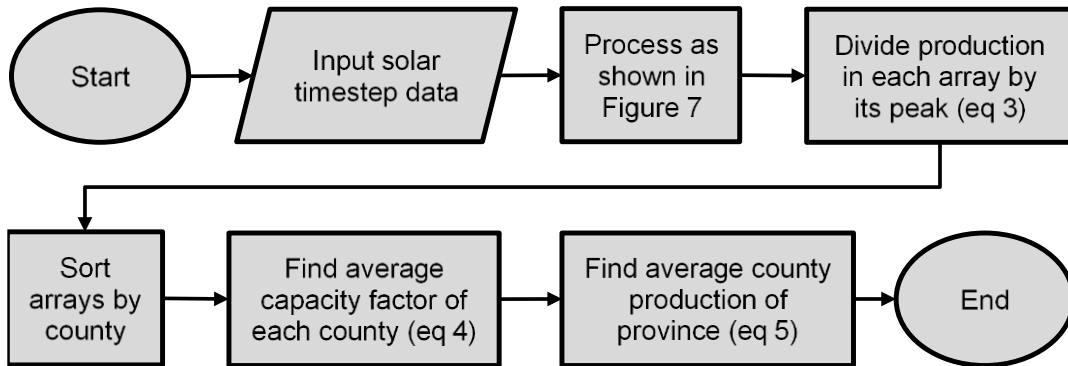 Start
Input solar
timestep data
Process as
shown in
Figure 7
Divide production
in each array by
its peak (eq 3)
Sort
arrays by
county
Find average
capacity factor of
each county (eq 4)
Find average county
production of
province (eq 5)
End